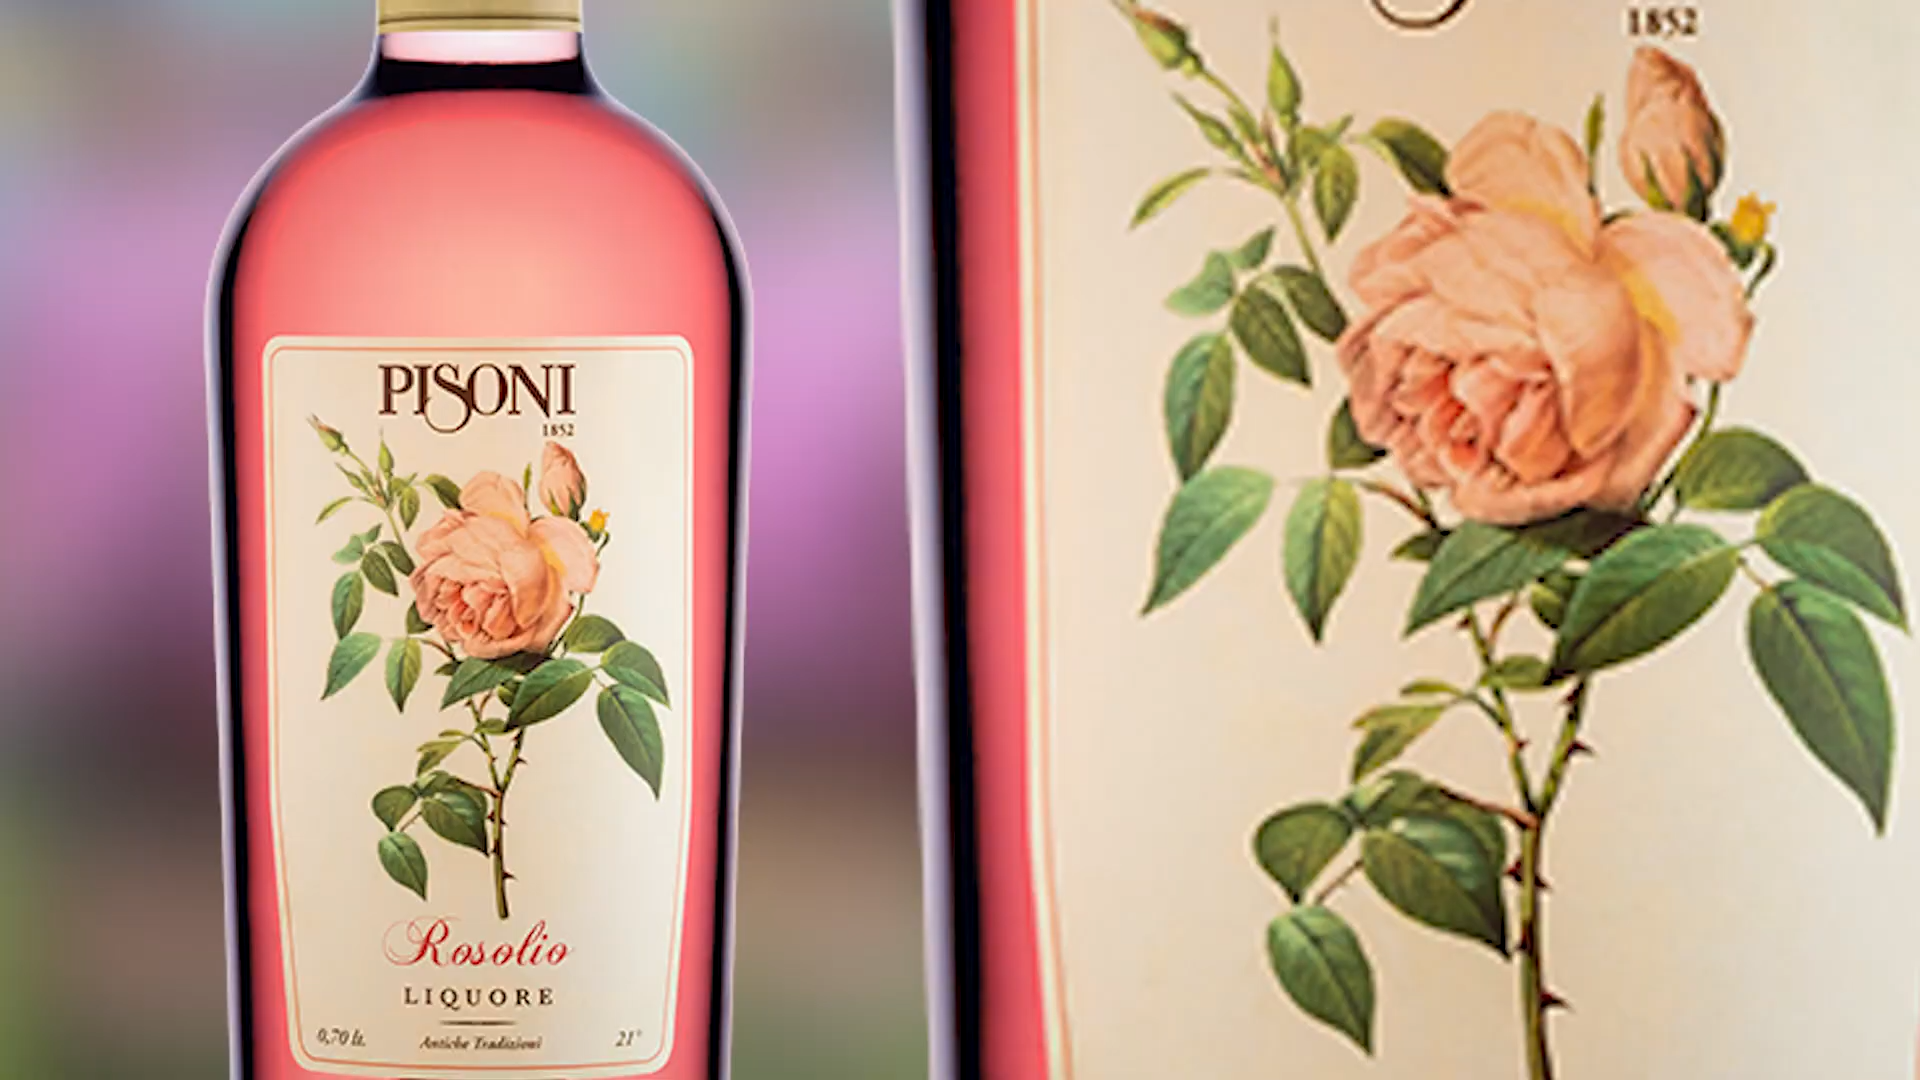 PISONI
1852
Rosolio
LIQUORE
0,70 lt.
Antiche Tradizioni
21°
1852